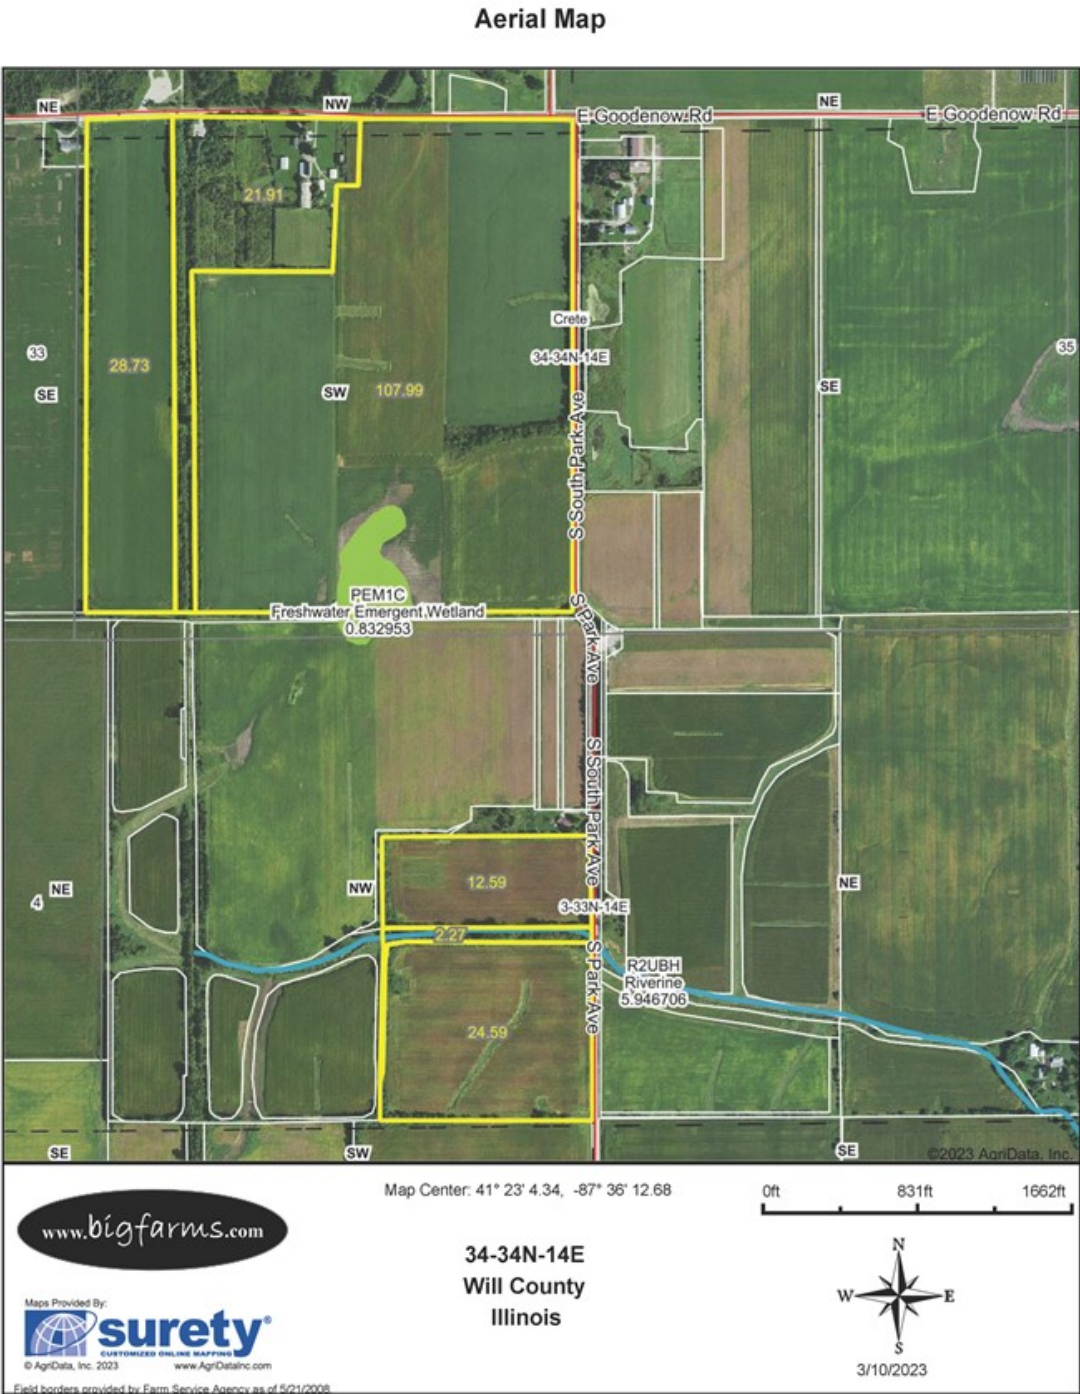 Aerial Map
NE
NW
NE
E Goodenow Rd
E Goodenow Rd
21.91
Crete
33
28.73
34-34N-14E
35
SE
SW
107.99
SE
S South Park Ave
PEM1C
Freshwater Emergent Wetland
0.832953
S Park Ave
S South Park Ave
4
NE
NW
12.59
NE
3-33N-14E
2.27
S Park Ave
R2UBH
Riverine
5.946706
24.59
SE
SW
SE
©2023 AgriData, Inc.
Map Center: 41° 23' 4.34, -87° 36' 12.68
0ft 831ft 1662ft
www.bigfarms.com
34-34N-14E
Will County
Illinois
N
W E
S
3/10/2023
Maps Provided By:
surety®
CUSTOMIZED ONLINE MAPPING
© AgriData, Inc. 2023 www.AgriDataInc.com
Field borders provided by Farm Service Agency as of 5/21/2008.